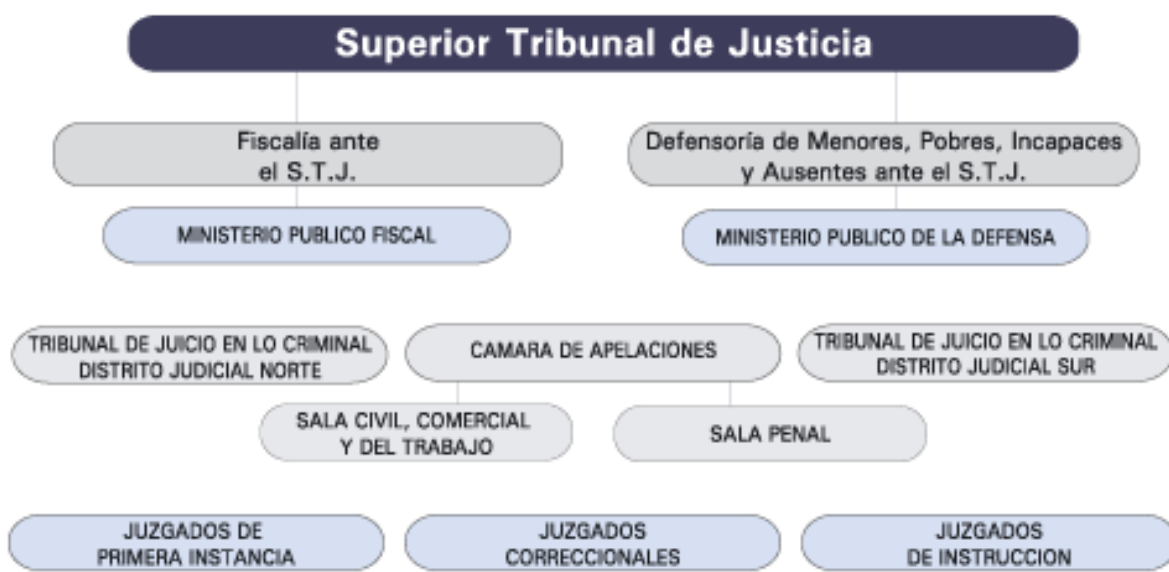 Superior Tribunal de Justicia
Fiscalía ante
el S.T.J.
Defensoría de Menores, Pobres, Incapaces
y Ausentes ante el S.T.J.
MINISTERIO PUBLICO FISCAL
MINISTERIO PUBLICO DE LA DEFENSA
TRIBUNAL DE JUICIO EN LO CRIMINAL
DISTRITO JUDICIAL NORTE
CAMARA DE APELACIONES
TRIBUNAL DE JUICIO EN LO CRIMINAL
DISTRITO JUDICIAL SUR
SALA CIVIL, COMERCIAL
Y DEL TRABAJO
SALA PENAL
JUZGADOS DE
PRIMERA INSTANCIA
JUZGADOS
CORRECCIONALES
JUZGADOS
DE INSTRUCCION